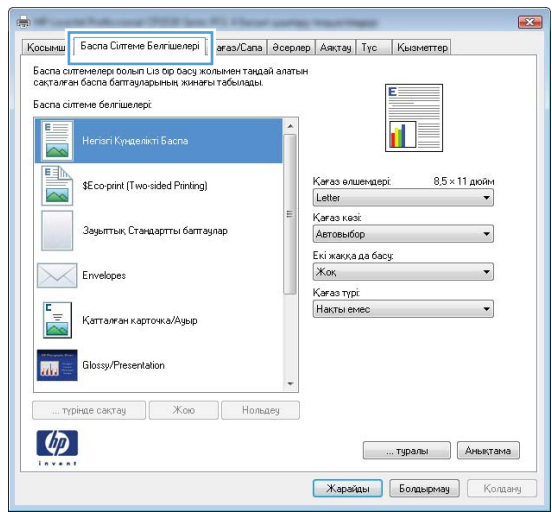 Қосымш
Баспа Сілтеме Белгішелері
ағаз/Сапа
Әсерлер
Аяқтау
Түс
Қызметтер
Баспа сілтемелері болып Сіз бір басу жолымен таңдай алатын
сақталған баспа баптауларының жинағы табылады.
Баспа сілтеме белгішелері:
Негізгі Күнделікті Баспа
$Eco-print (Two-sided Printing)
Зауыттық Стандартты баптаулар
Envelopes
Қатталған карточка/Ауыр
Glossy/Presentation
... түрінде сақтау
Жою
Нольдеу
Қағаз өлшемдері:
8,5 × 11 дюйм
Letter
Қағаз көзі:
Автовыбор
Екі жаққа да басу:
Жоқ
Қағаз түрі:
Нақты емес
hp
invent
... туралы
Анықтама
Жарайды
Болдырмау
Қолдану